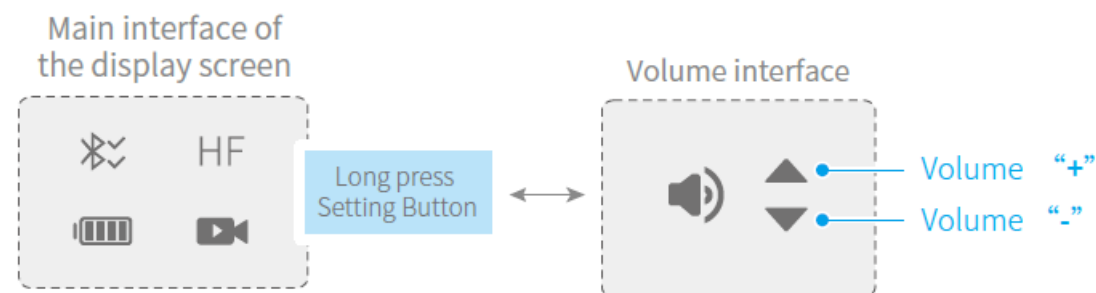 Main interface of
the display screen
HF
Long press
Setting Button
Volume interface
Volume “+”
Volume “-”